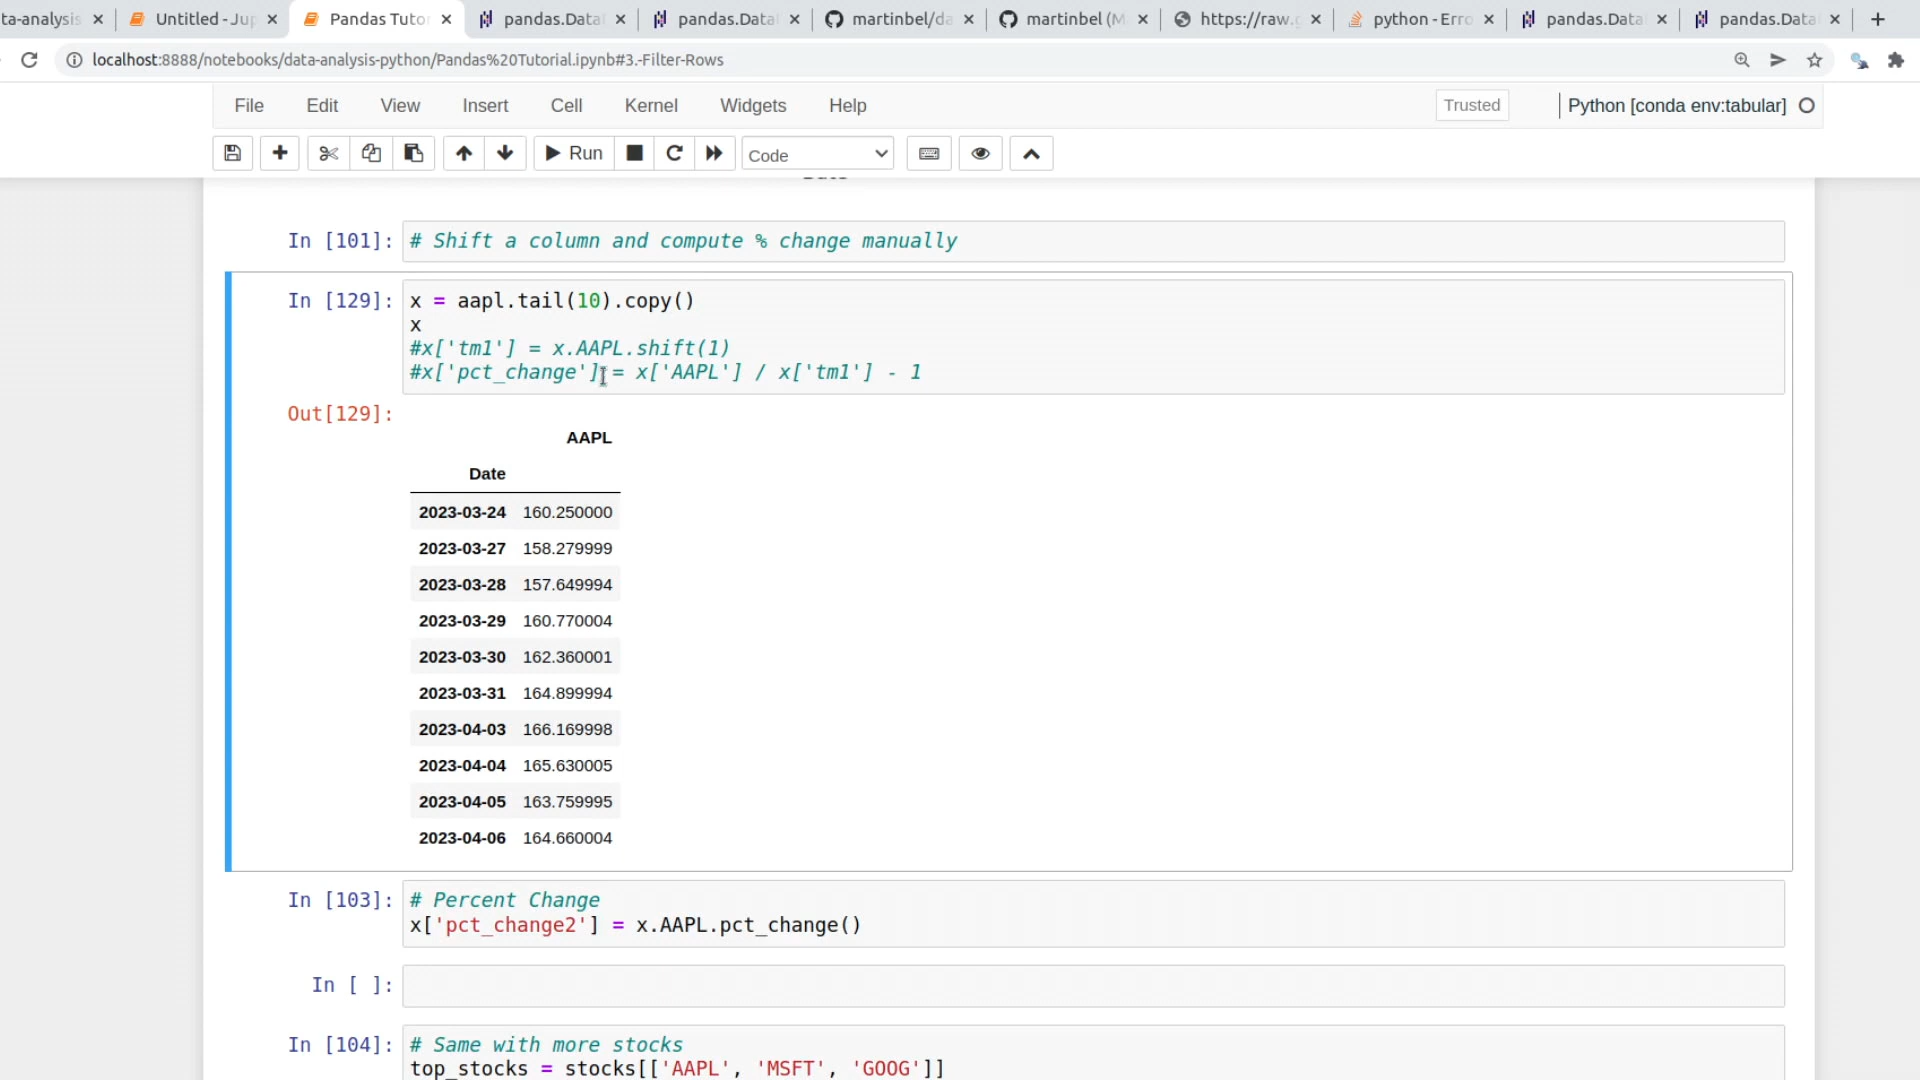 ta-analysis
Untitled - Jup
Pandas Tutor
pandas.Data
pandas.Data
martinbel/da
martinbel (M
https://raw.g
python - Erro
pandas.Data
pandas.Data
localhost:8888/notebooks/data-analysis-python/Pandas%20Tutorial.ipynb#3.-Filter-Rows
File Edit View Insert Cell Kernel Widgets Help Trusted Python [conda env:tabular]
Run Code
In [101]: # Shift a column and compute % change manually
In [129]: x = aapl.tail(10).copy()
x
#x['tm1'] = x.AAPL.shift(1)
#x['pct_change'] = x['AAPL'] / x['tm1'] - 1
Out[129]:
AAPL
Date
2023-03-24 160.250000
2023-03-27 158.279999
2023-03-28 157.649994
2023-03-29 160.770004
2023-03-30 162.360001
2023-03-31 164.899994
2023-04-03 166.169998
2023-04-04 165.630005
2023-04-05 163.759995
2023-04-06 164.660004
In [103]: # Percent Change
x['pct_change2'] = x.AAPL.pct_change()
In [ ]:
In [104]: # Same with more stocks
top_stocks = stocks[['AAPL', 'MSFT', 'GOOG']]